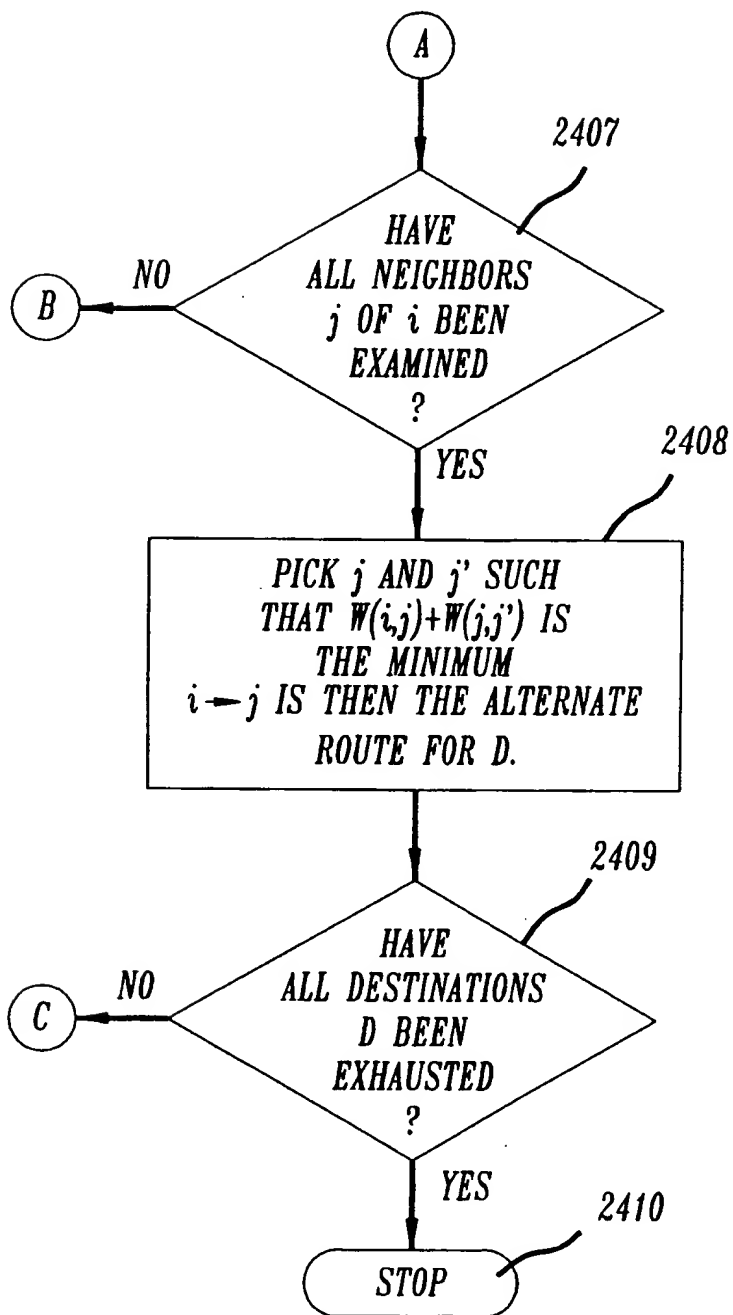 A
2407
HAVE
ALL NEIGHBORS
j OF i BEEN
EXAMINED
?
NO
B
YES
2408
PICK j AND j' SUCH
THAT W(i,j)+W(j,j') IS
THE MINIMUM
i→j IS THEN THE ALTERNATE
ROUTE FOR D.
2409
HAVE
ALL DESTINATIONS
D BEEN
EXHAUSTED
?
NO
C
YES
2410
STOP